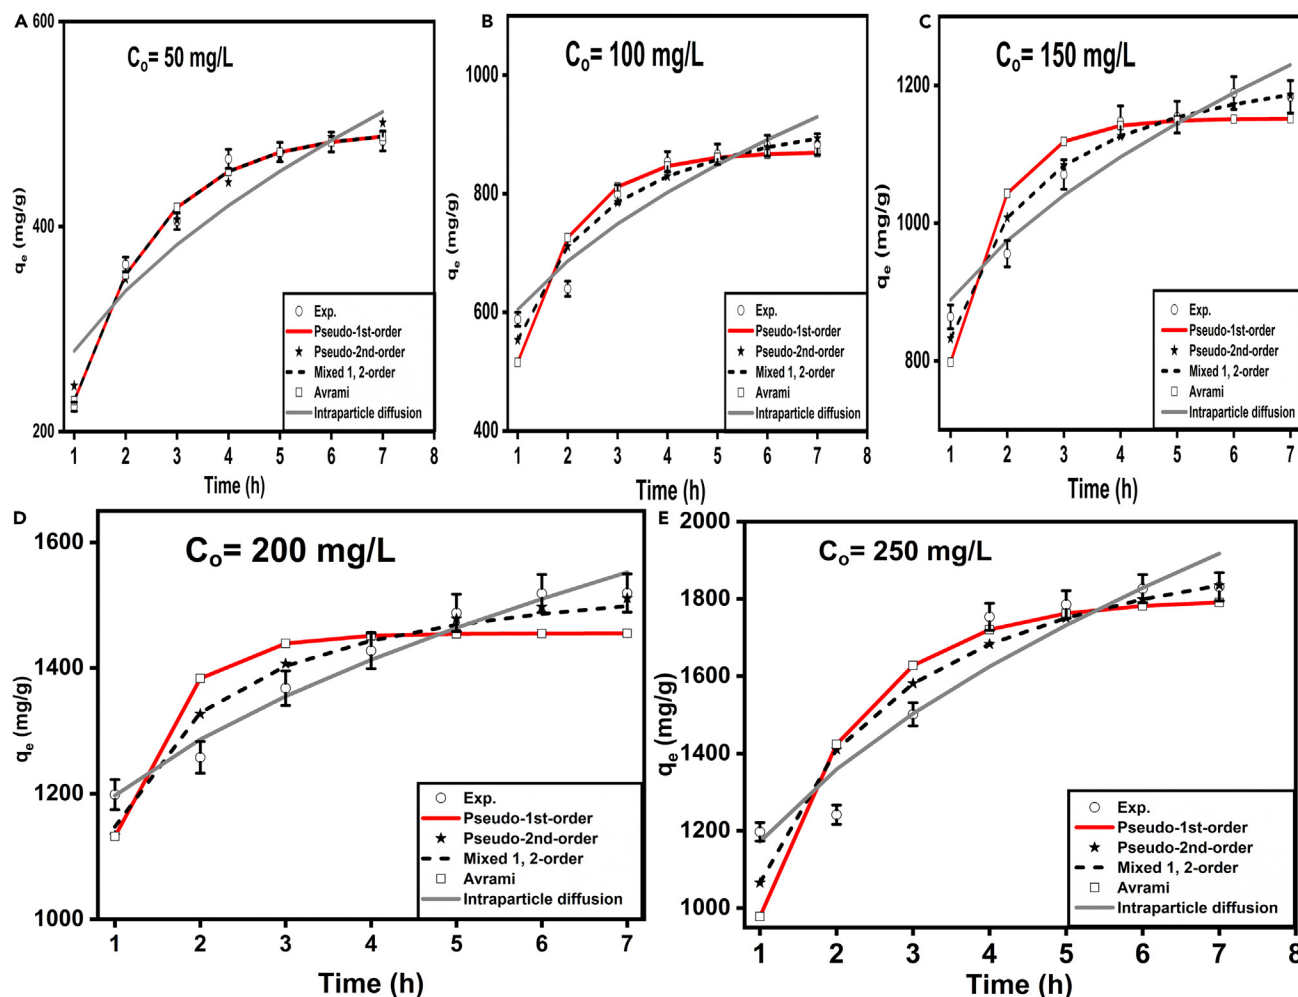 A
C₀= 50 mg/L
600
400
200
qₑ (mg/g)
Exp.
Pseudo-1st-order
Pseudo-2nd-order
Mixed 1, 2-order
Avrami
Intraparticle diffusion
1 2 3 4 5 6 7 8
Time (h)
B
C₀= 100 mg/L
1000
800
600
400
qₑ (mg/g)
Exp.
Pseudo-1st-order
Pseudo-2nd-order
Mixed 1, 2-order
Avrami
Intraparticle diffusion
1 2 3 4 5 6 7 8
Time (h)
C
C₀= 150 mg/L
1200
1000
800
qₑ (mg/g)
Exp.
Pseudo-1st-order
Pseudo-2nd-order
Mixed 1, 2-order
Avrami
Intraparticle diffusion
1 2 3 4 5 6 7
Time (h)
D
C₀= 200 mg/L
1600
1400
1200
1000
qₑ (mg/g)
Exp.
Pseudo-1st-order
Pseudo-2nd-order
Mixed 1, 2-order
Avrami
Intraparticle diffusion
1 2 3 4 5 6 7
Time (h)
E
C₀= 250 mg/L
2000
1800
1600
1400
1200
1000
qₑ (mg/g)
Exp.
Pseudo-1st-order
Pseudo-2nd-order
Mixed 1, 2-order
Avrami
Intraparticle diffusion
1 2 3 4 5 6 7 8
Time (h)